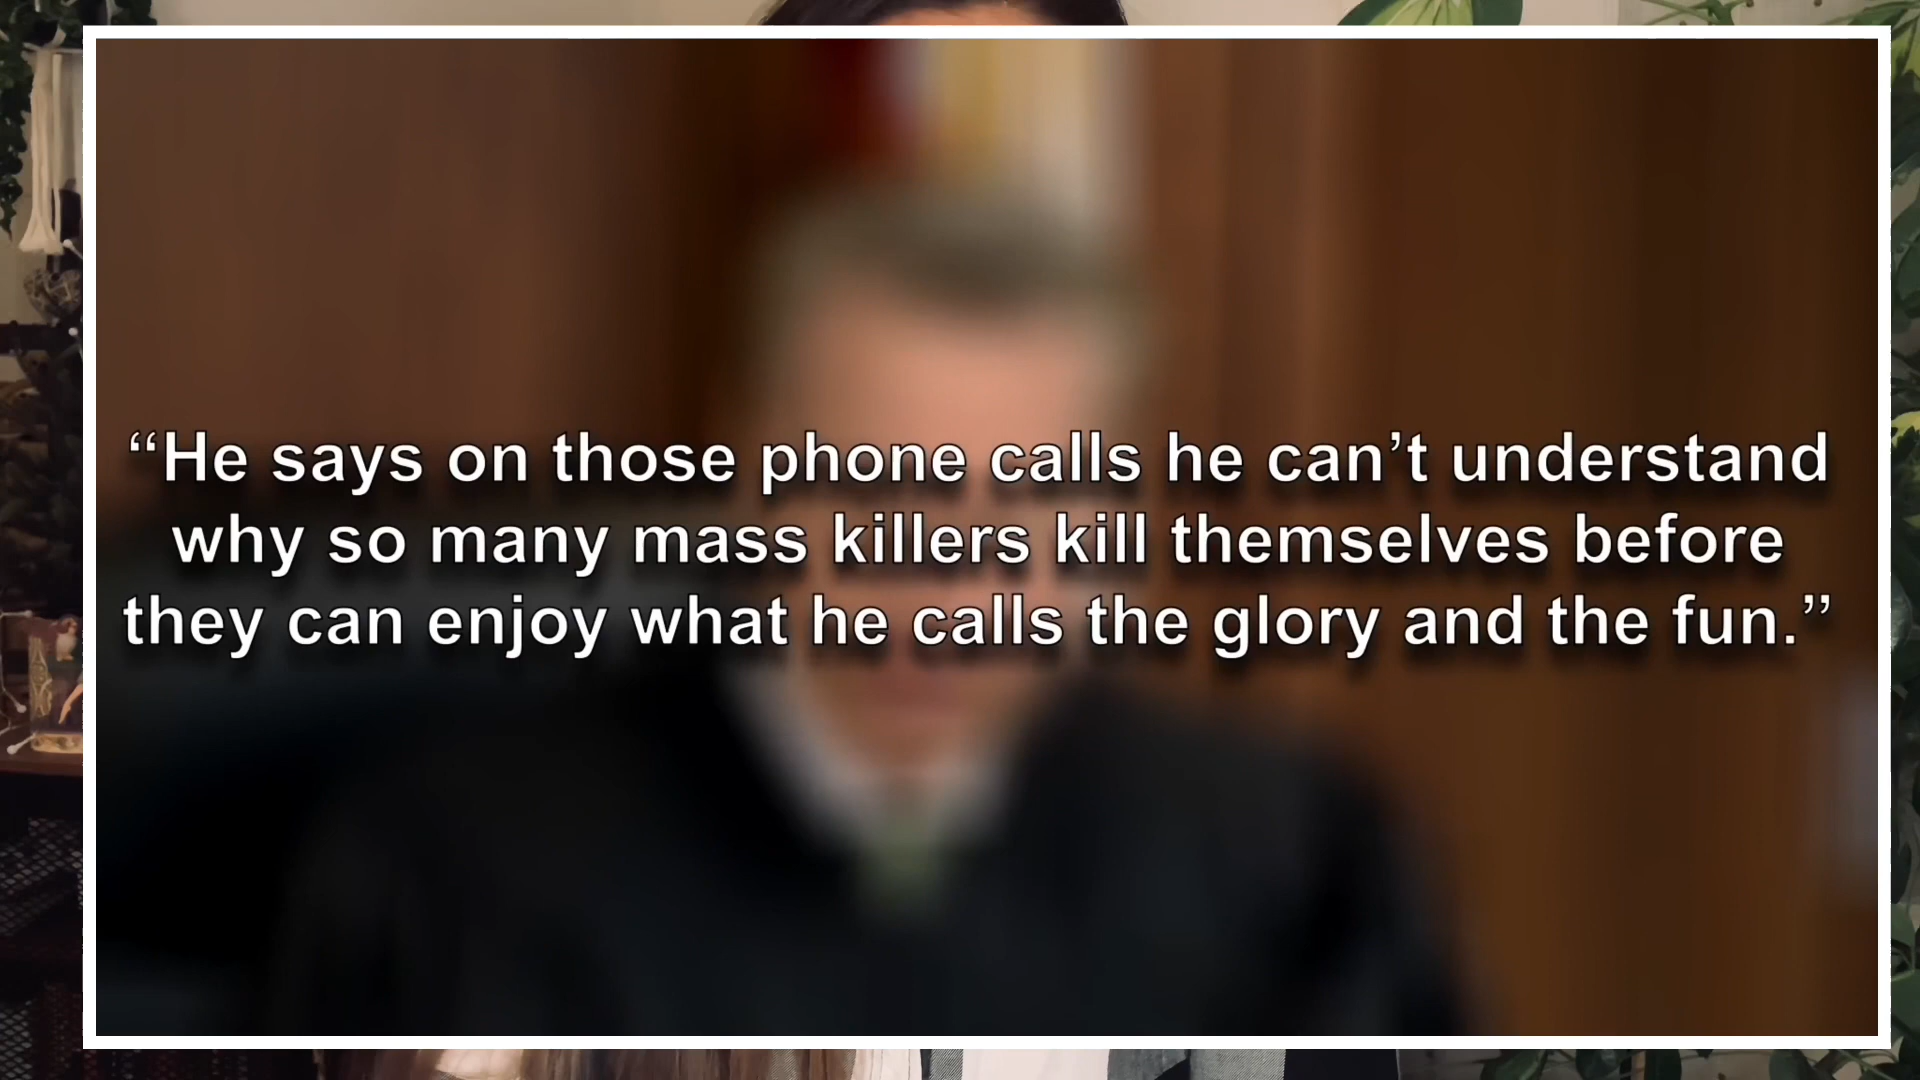 “He says on those phone calls he can’t understand
why so many mass killers kill themselves before
they can enjoy what he calls the glory and the fun.”